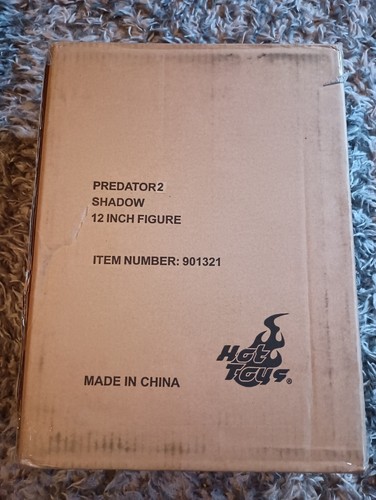 PREDATOR2
SHADOW
12 INCH FIGURE
ITEM NUMBER: 901321
Hot
Toys®
MADE IN CHINA